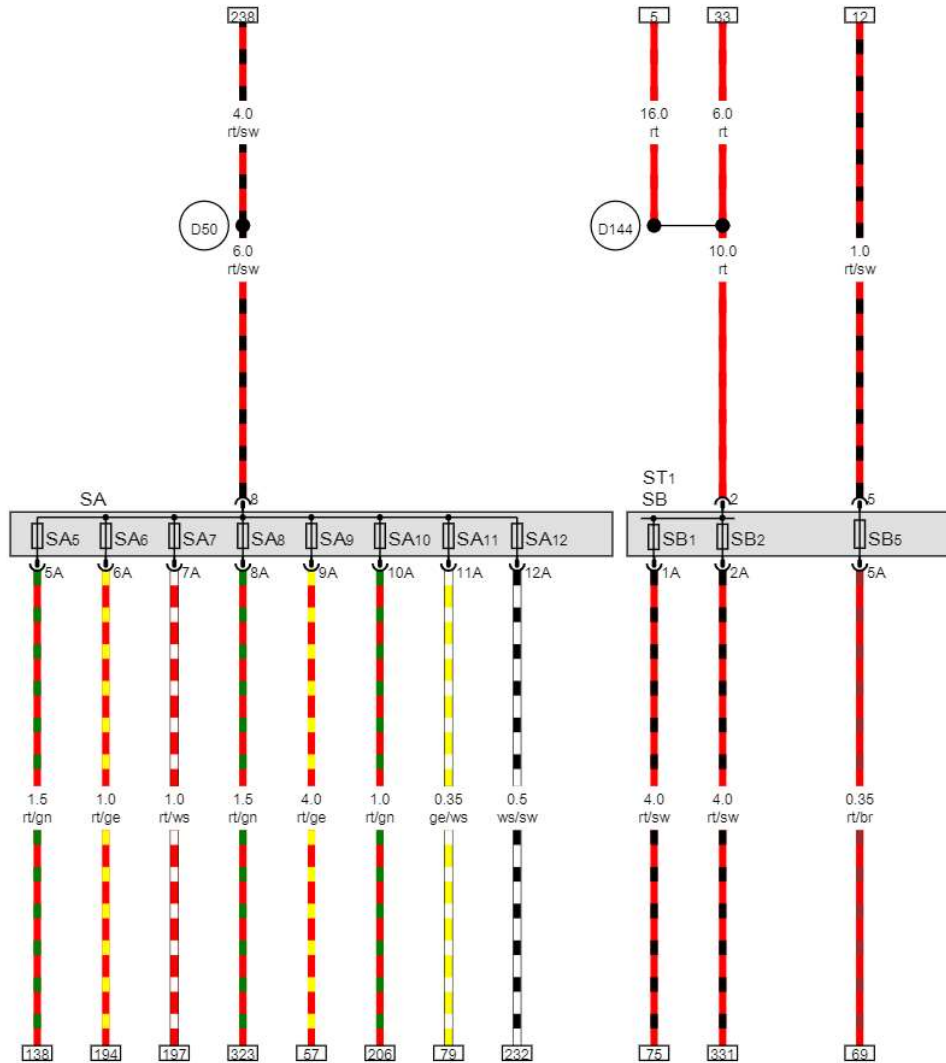 238 5 33 12
4.0 16.0 6.0
rt/sw rt rt
D50 D144
6.0 10.0 1.0
rt/sw rt rt/sw
ST1
SA 8 SB 2 5
SA5 SA6 SA7 SA8 SA9 SA10 SA11 SA12 SB1 SB2 SB5
5A 6A 7A 8A 9A 10A 11A 12A 1A 2A 5A
1.5 1.0 1.0 1.5 4.0 1.0 0.35 0.5 4.0 4.0 0.35
rt/gn rt/ge rt/ws rt/gn rt/ge rt/gn ge/ws ws/sw rt/sw rt/sw rt/br
138 194 197 323 57 206 79 232 75 331 69